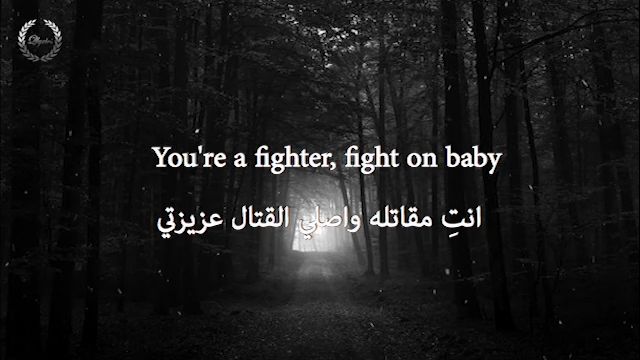 You're a fighter, fight on baby
انتِ مقاتله واصلي القتال عزيزتي